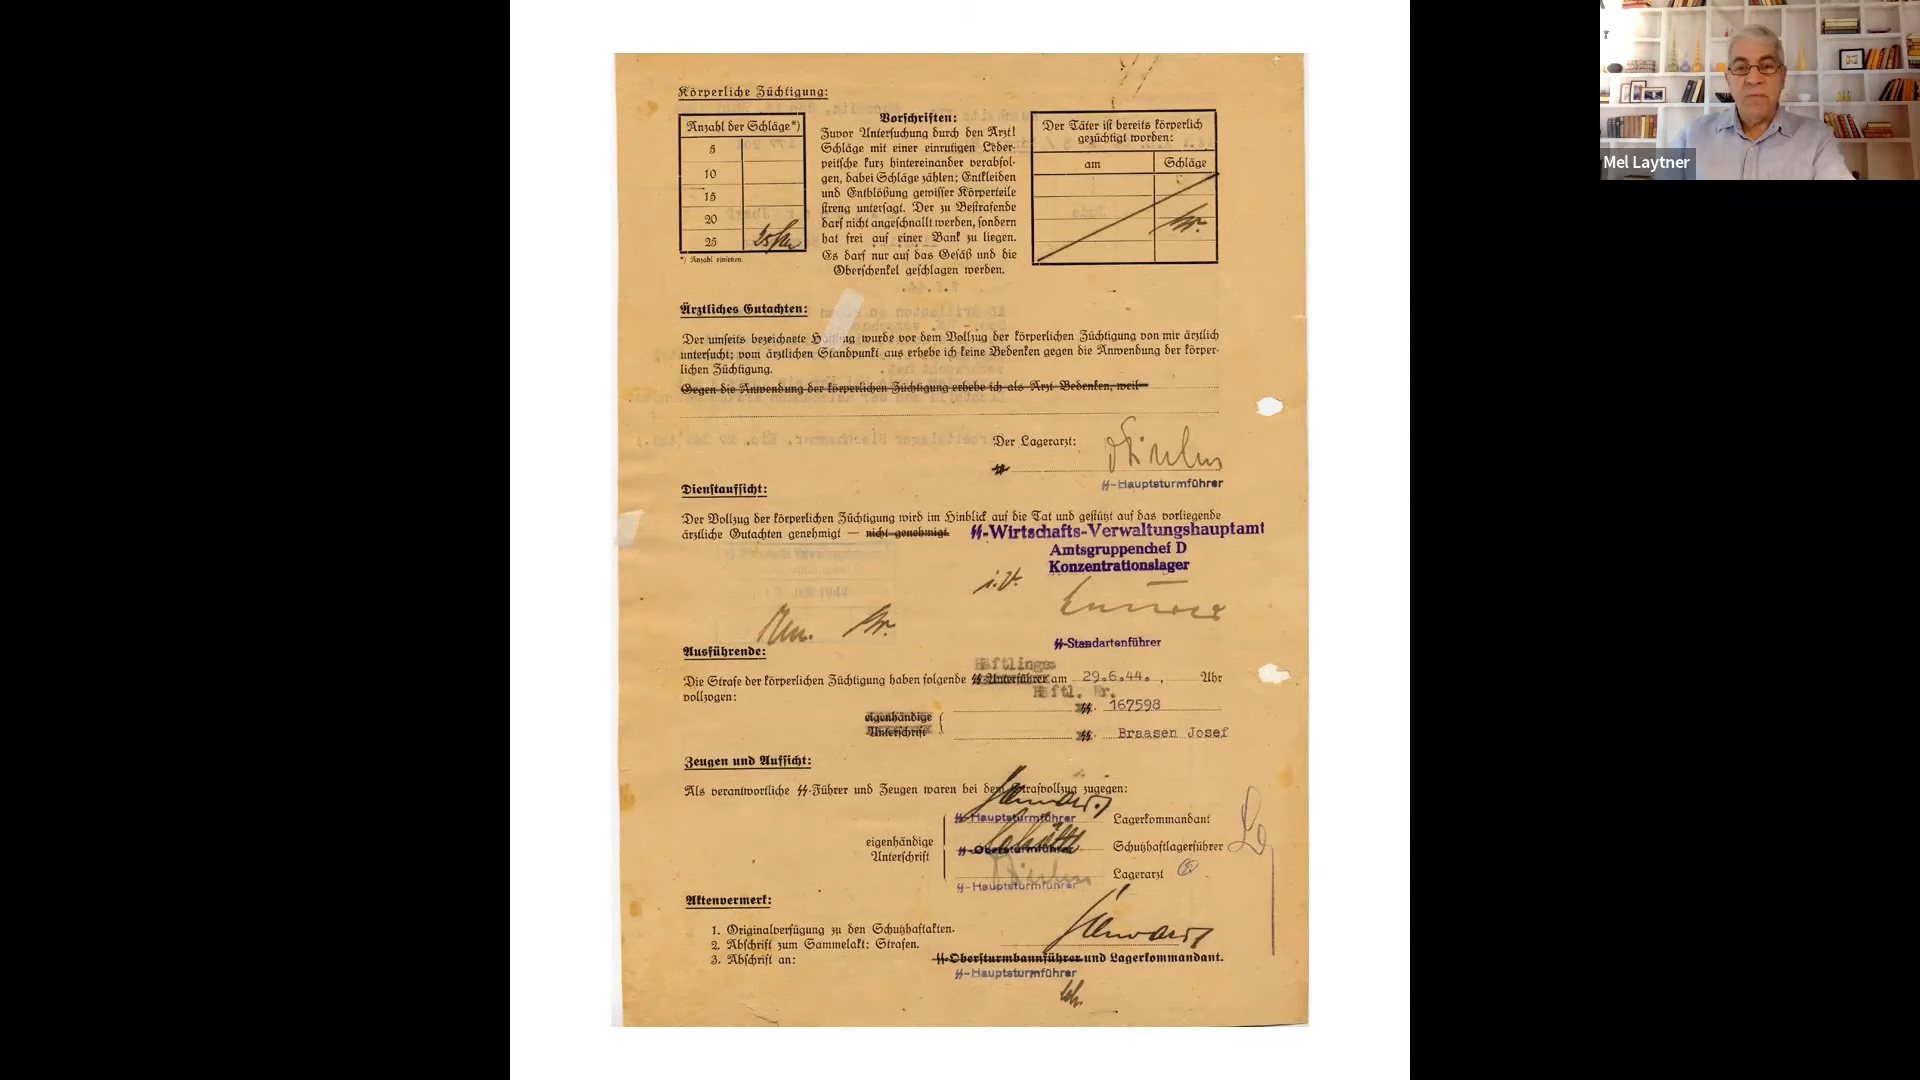 Körperliche Züchtigung:
Anzahl der Schläge*)
5
10
15
20
25
*) Anzahl einsetzen.
Vorschriften:
Zuvor Untersuchung durch den Arzt!
Schläge mit einer einrutigen Leder-
peitsche kurz hintereinander verabfol-
gen, dabei Schläge zählen; Entkleiden
und Entblößung gewisser Körperteile
streng untersagt. Der zu Bestrafende
darf nicht angeschnallt werden, sondern
hat frei auf einer Bank zu liegen.
Es darf nur auf das Gesäß und die
Oberschenkel geschlagen werden.
Der Täter ist bereits körperlich
gezüchtigt worden:
am Schläge
Ärztliches Gutachten:
Der umseits bezeichnete wurde vor dem Vollzug der körperlichen Züchtigung von mir ärztlich
untersucht; vom ärztlichen Standpunkt aus erhebe ich keine Bedenken gegen die Anwendung der körper-
lichen Züchtigung.
Gegen die Anwendung der körperlichen Züchtigung erhebe ich als Arzt Bedenken, weil
Der Lagerarzt:
SS-Hauptsturmführer
Dienstaufsicht:
Der Vollzug der körperlichen Züchtigung wird im Hinblick auf die Tat und gestützt auf das vorliegende
ärztliche Gutachten genehmigt — nicht genehmigt.
SS-Wirtschafts-Verwaltungshauptamt
Amtsgruppenchef D
Konzentrationslager
i.V.
SS-Standartenführer
Ausführende:
Häftlinge
Die Strafe der körperlichen Züchtigung haben folgende SS-Unterführer am 29.6.44., Uhr
vollzogen:
Häftl. Nr.
eigenhändige
Unterschrift
SS- 167598
SS- Braasen Josef
Zeugen und Aufsicht:
Als verantwortliche SS-Führer und Zeugen waren bei dem Strafvollzug zugegen:
eigenhändige
Unterschrift
SS-Hauptsturmführer Lagerkommandant
SS-Obersturmführer Schutzhaftlagerführer
Lagerarzt
SS-Hauptsturmführer
Aktenvermerk:
1. Originalverfügung zu den Schutzhaftakten.
2. Abschrift zum Sammelakt: Strafen.
3. Abschrift an:
SS-Obersturmbannführer und Lagerkommandant.
SS-Hauptsturmführer
Mel Laytner